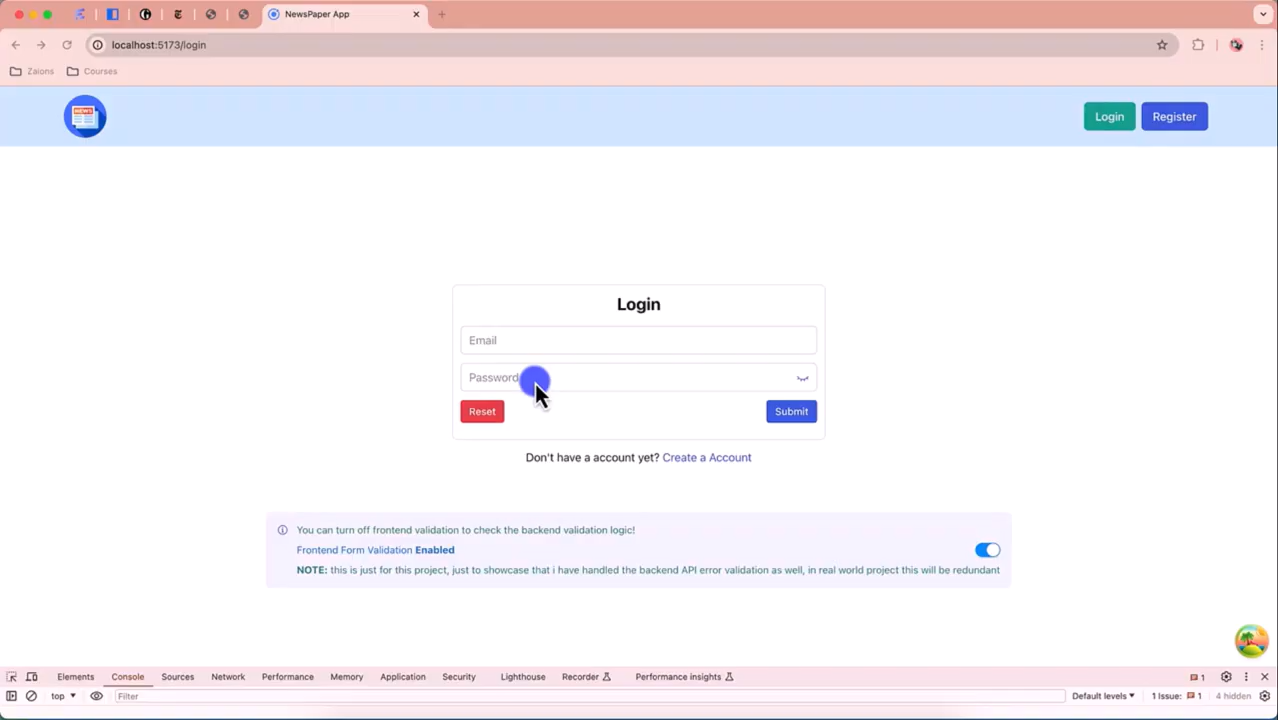 NewsPaper App
localhost:5173/login
Zaions Courses
NEWS
Login Register
Login
Email
Password
Reset Submit
Don't have a account yet? Create a Account
You can turn off frontend validation to check the backend validation logic!
Frontend Form Validation Enabled
NOTE: this is just for this project, just to showcase that i have handled the backend API error validation as well, in real world project this will be redundant
Elements Console Sources Network Performance Memory Application Security Lighthouse Recorder Performance insights 1
top Filter Default levels 1 Issue: 1 4 hidden